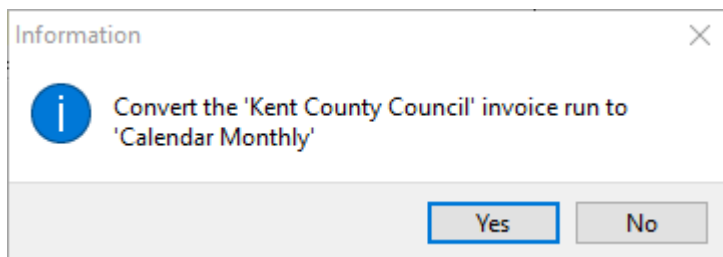 Information
Convert the 'Kent County Council' invoice run to
'Calendar Monthly'
Yes
No